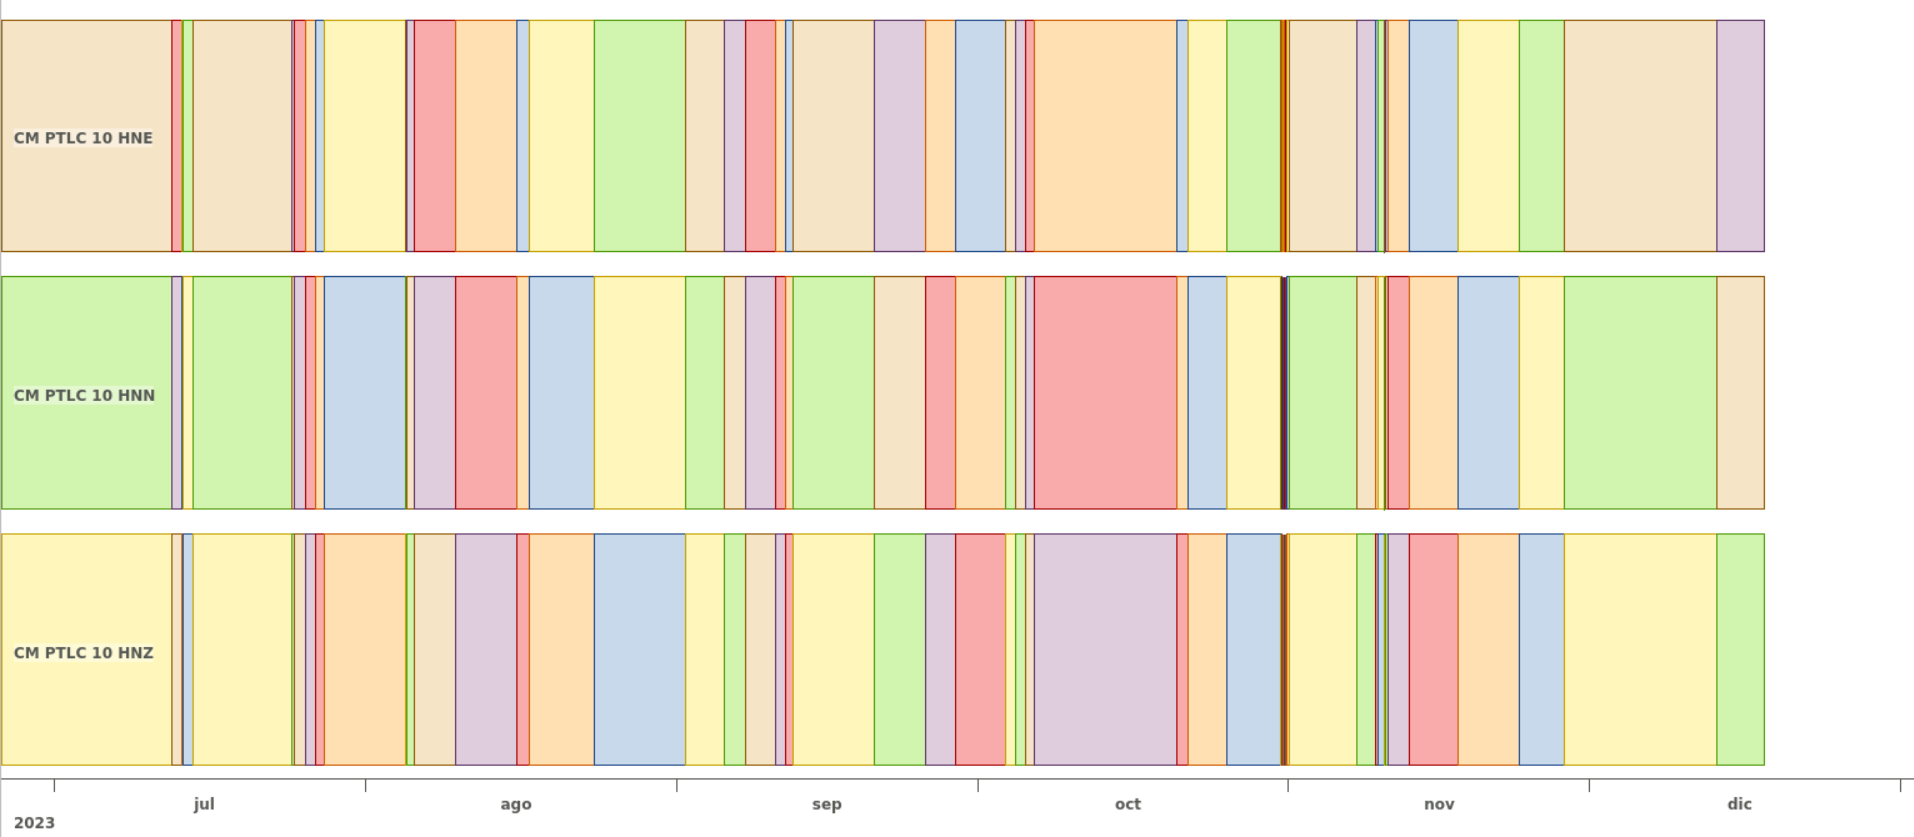 CM PTLC 10 HNE
CM PTLC 10 HNN
CM PTLC 10 HNZ
jul ago sep oct nov dic
2023